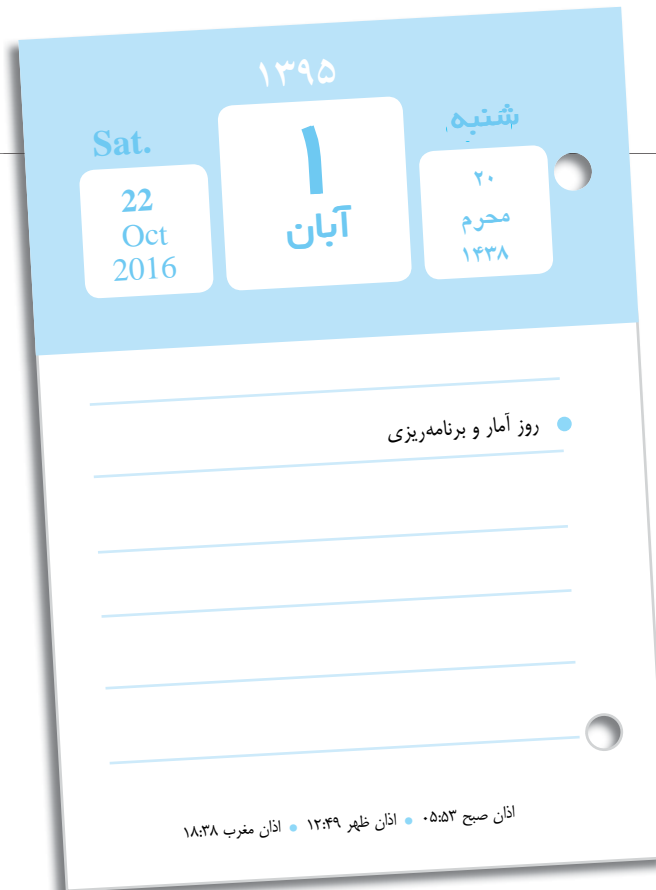 ۱۳۹۵
شنبه
۲۰
محرم
۱۴۳۸
۱
آبان
Sat.
22
Oct
2016
روز آمار و برنامه‌ریزی
اذان صبح ۰۵:۵۳ • اذان ظهر ۱۲:۴۹ • اذان مغرب ۱۸:۳۸